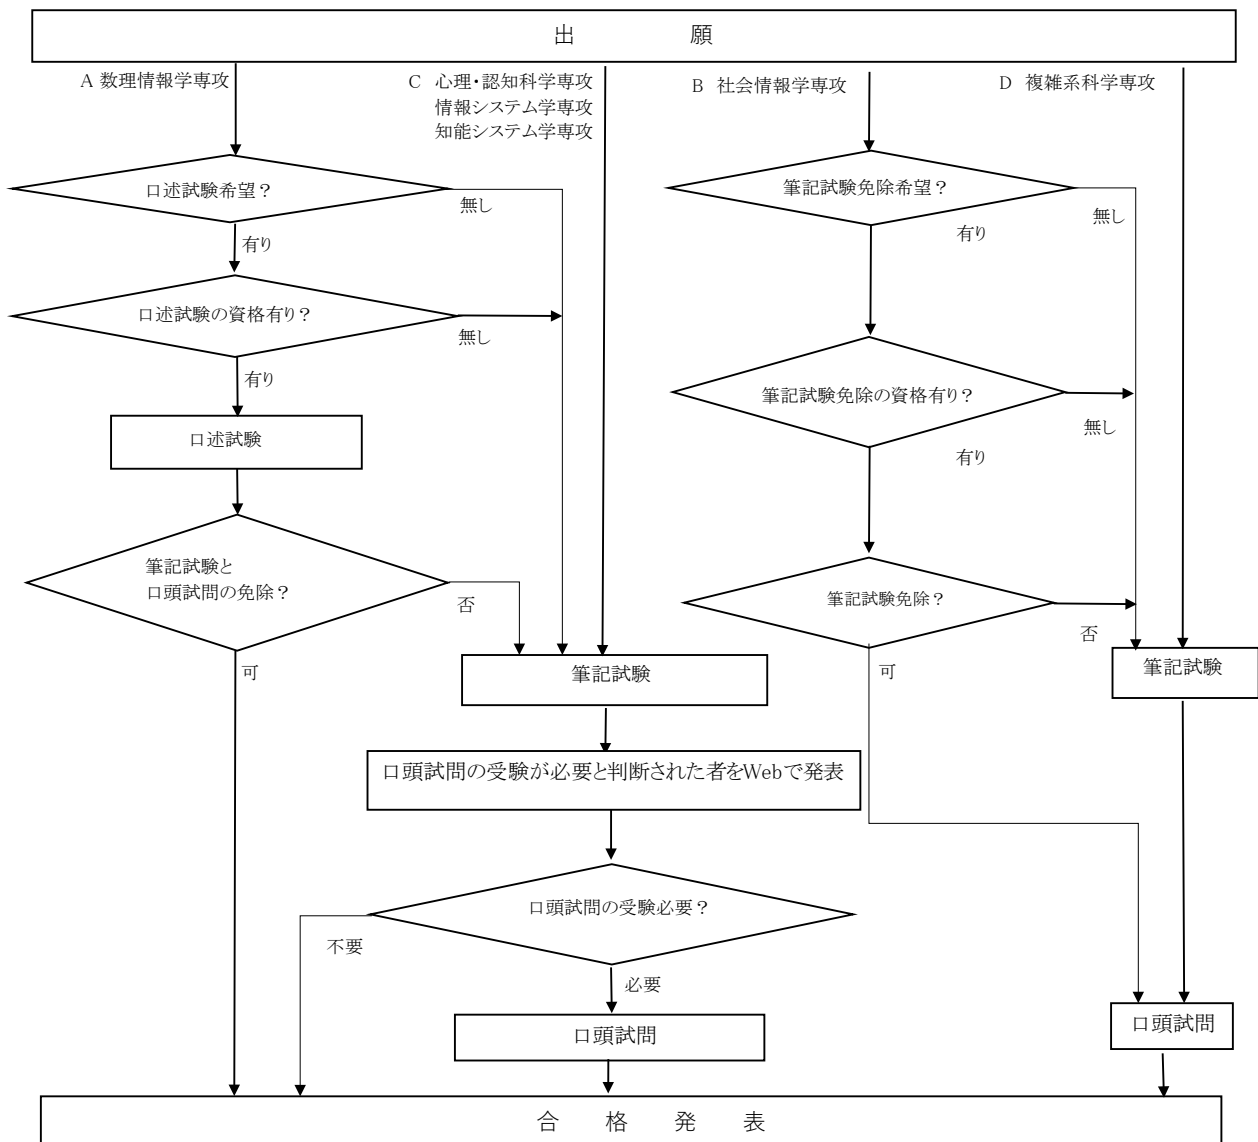 出 願
A 数理情報学専攻
C 心理・認知科学専攻
情報システム学専攻
知能システム学専攻
B 社会情報学専攻
D 複雑系科学専攻
口述試験希望？
無し
有り
筆記試験免除希望？
無し
有り
口述試験の資格有り？
無し
有り
筆記試験免除の資格有り？
無し
有り
口述試験
筆記試験と
口頭試問の免除？
否
可
筆記試験免除？
否
可
筆記試験
筆記試験
口頭試問の受験が必要と判断された者をWebで発表
口頭試問の受験必要？
不要
必要
口頭試問
口頭試問
合 格 発 表